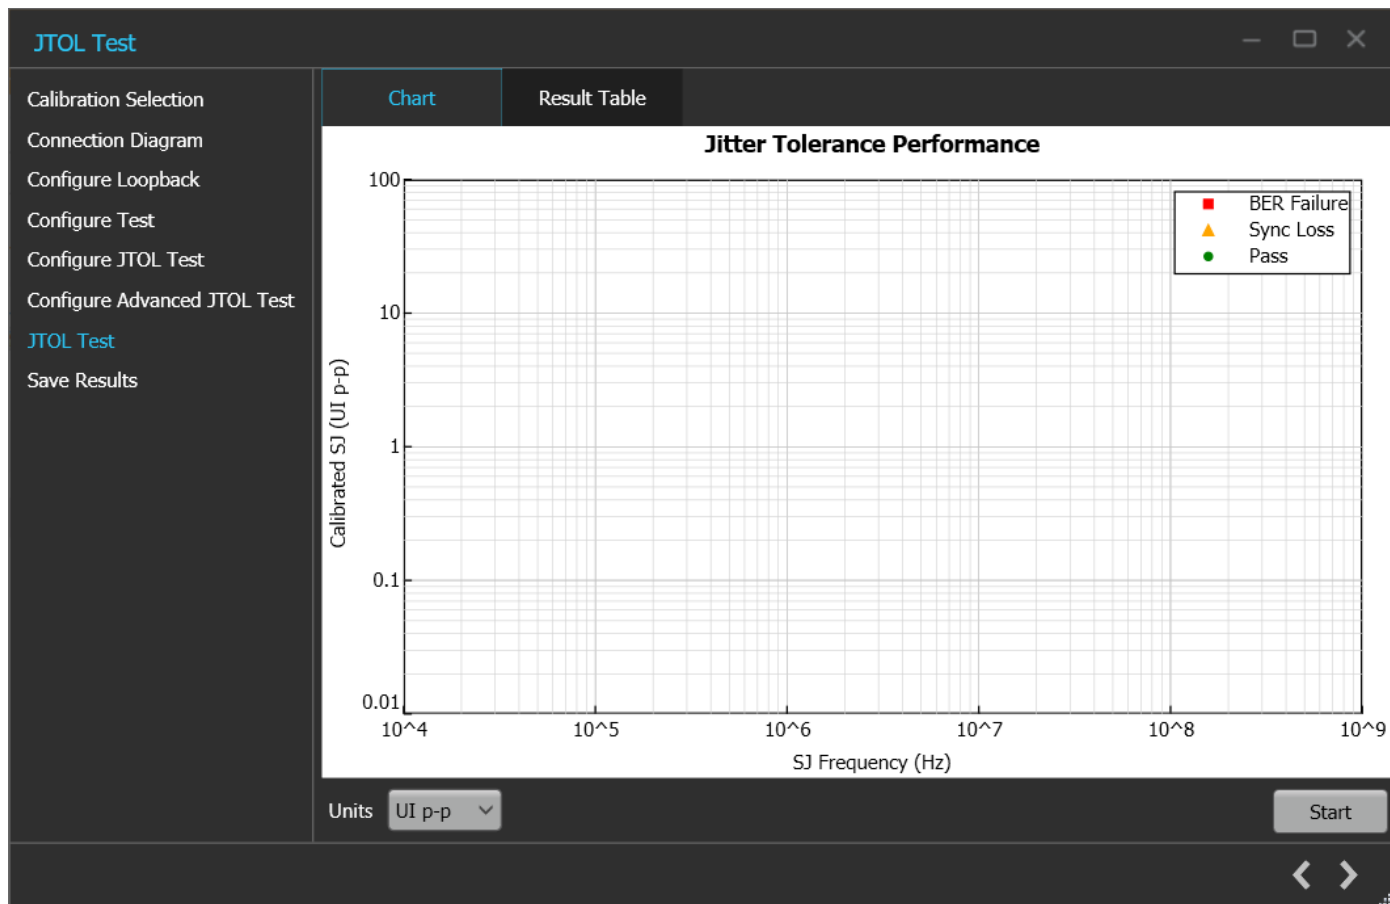 JTOL Test
Calibration Selection
Connection Diagram
Configure Loopback
Configure Test
Configure JTOL Test
Configure Advanced JTOL Test
JTOL Test
Save Results
Chart
Result Table
Jitter Tolerance Performance
100
10
1
0.1
0.01
Calibrated SJ (UI p-p)
BER Failure
Sync Loss
Pass
10^4
10^5
10^6
10^7
10^8
10^9
SJ Frequency (Hz)
Units
UI p-p
Start